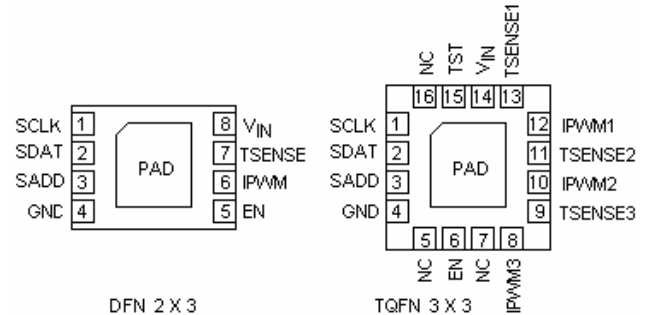 SCLK 1 8 VIN
SDAT 2 7 TSENSE
SADD 3 PAD 6 IPWM
GND 4 5 EN
DFN 2 X 3
NC TST VIN TSENSE1
16 15 14 13
SCLK 1 12 IPWM1
SDAT 2 11 TSENSE2
SADD 3 PAD 10 IPWM2
GND 4 9 TSENSE3
5 6 7 8
NC EN NC IPWM3
TQFN 3 X 3